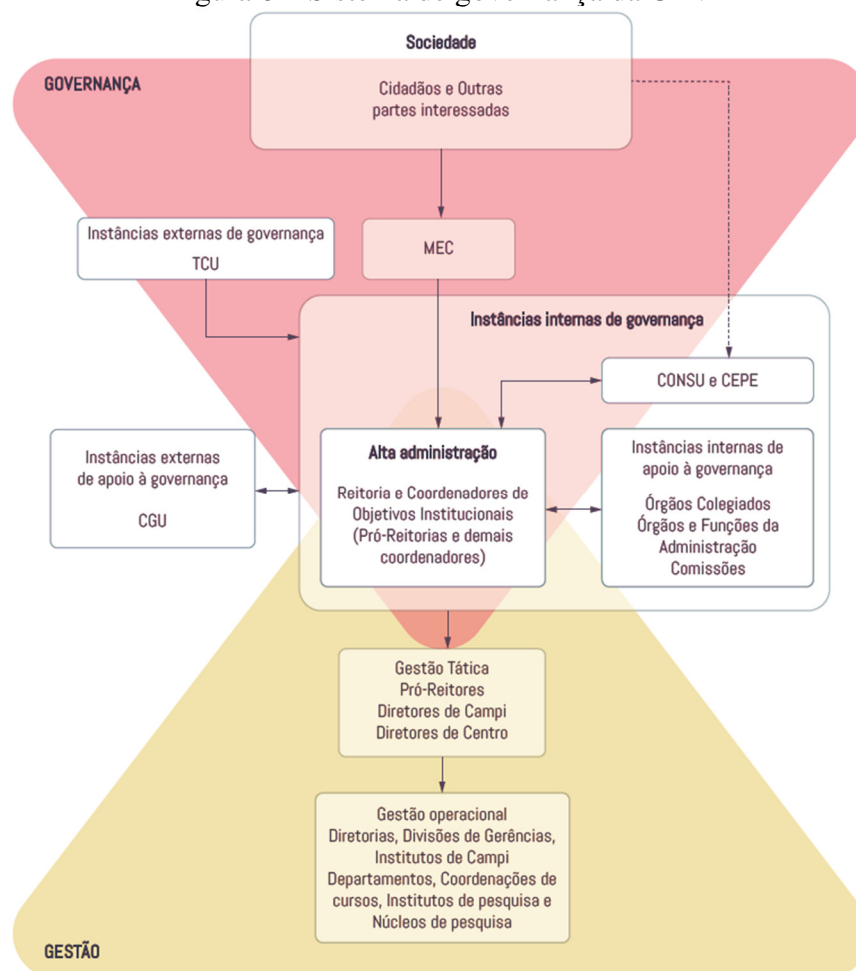 Sociedade
GOVERNANÇA
Cidadãos e Outras
partes interessadas
Instâncias externas de governança
TCU
MEC
Instâncias internas de governança
CONSU e CEPE
Instâncias externas
de apoio à governança
CGU
Alta administração
Reitoria e Coordenadores de
Objetivos Institucionais
(Pró-Reitorias e demais
coordenadores)
Instâncias internas de
apoio à governança
Órgãos Colegiados
Órgãos e Funções da
Administração
Comissões
Gestão Tática
Pró-Reitores
Diretores de Campi
Diretores de Centro
Gestão operacional
Diretorias, Divisões de Gerências,
Institutos de Campi
Departamentos, Coordenações de
cursos, Institutos de pesquisa e
Núcleos de pesquisa
GESTÃO